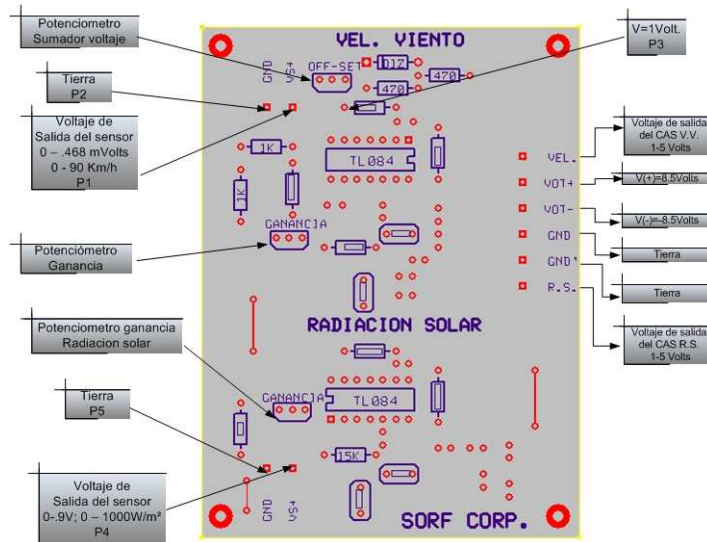 Potenciometro
Sumador voltaje
Tierra
P2
Voltaje de
Salida del sensor
0 – .468 mVolts
0 - 90 Km/h
P1
Potenciómetro
Ganancia
Potenciometro ganancia
Radiacion solar
Tierra
P5
Voltaje de
Salida del sensor
0-.9V; 0 – 1000W/m²
P4
VEL. VIENTO
GND
VS+
OFF-SET
D1Z
470
470
1K
TL084
1K
GANANCIA
VEL.
VOT+
VOT-
GND
GND'
R.S.
RADIACION SOLAR
GANANCIA
TL084
15K
GND
VS+
SORF CORP.
V=1Volt.
P3
Voltaje de salida
del CAS V.V.
1-5 Volts
V(+)=8.5Volts
V(-)=-8.5Volts
Tierra
Tierra
Voltaje de salida
del CAS R.S.
1-5 Volts